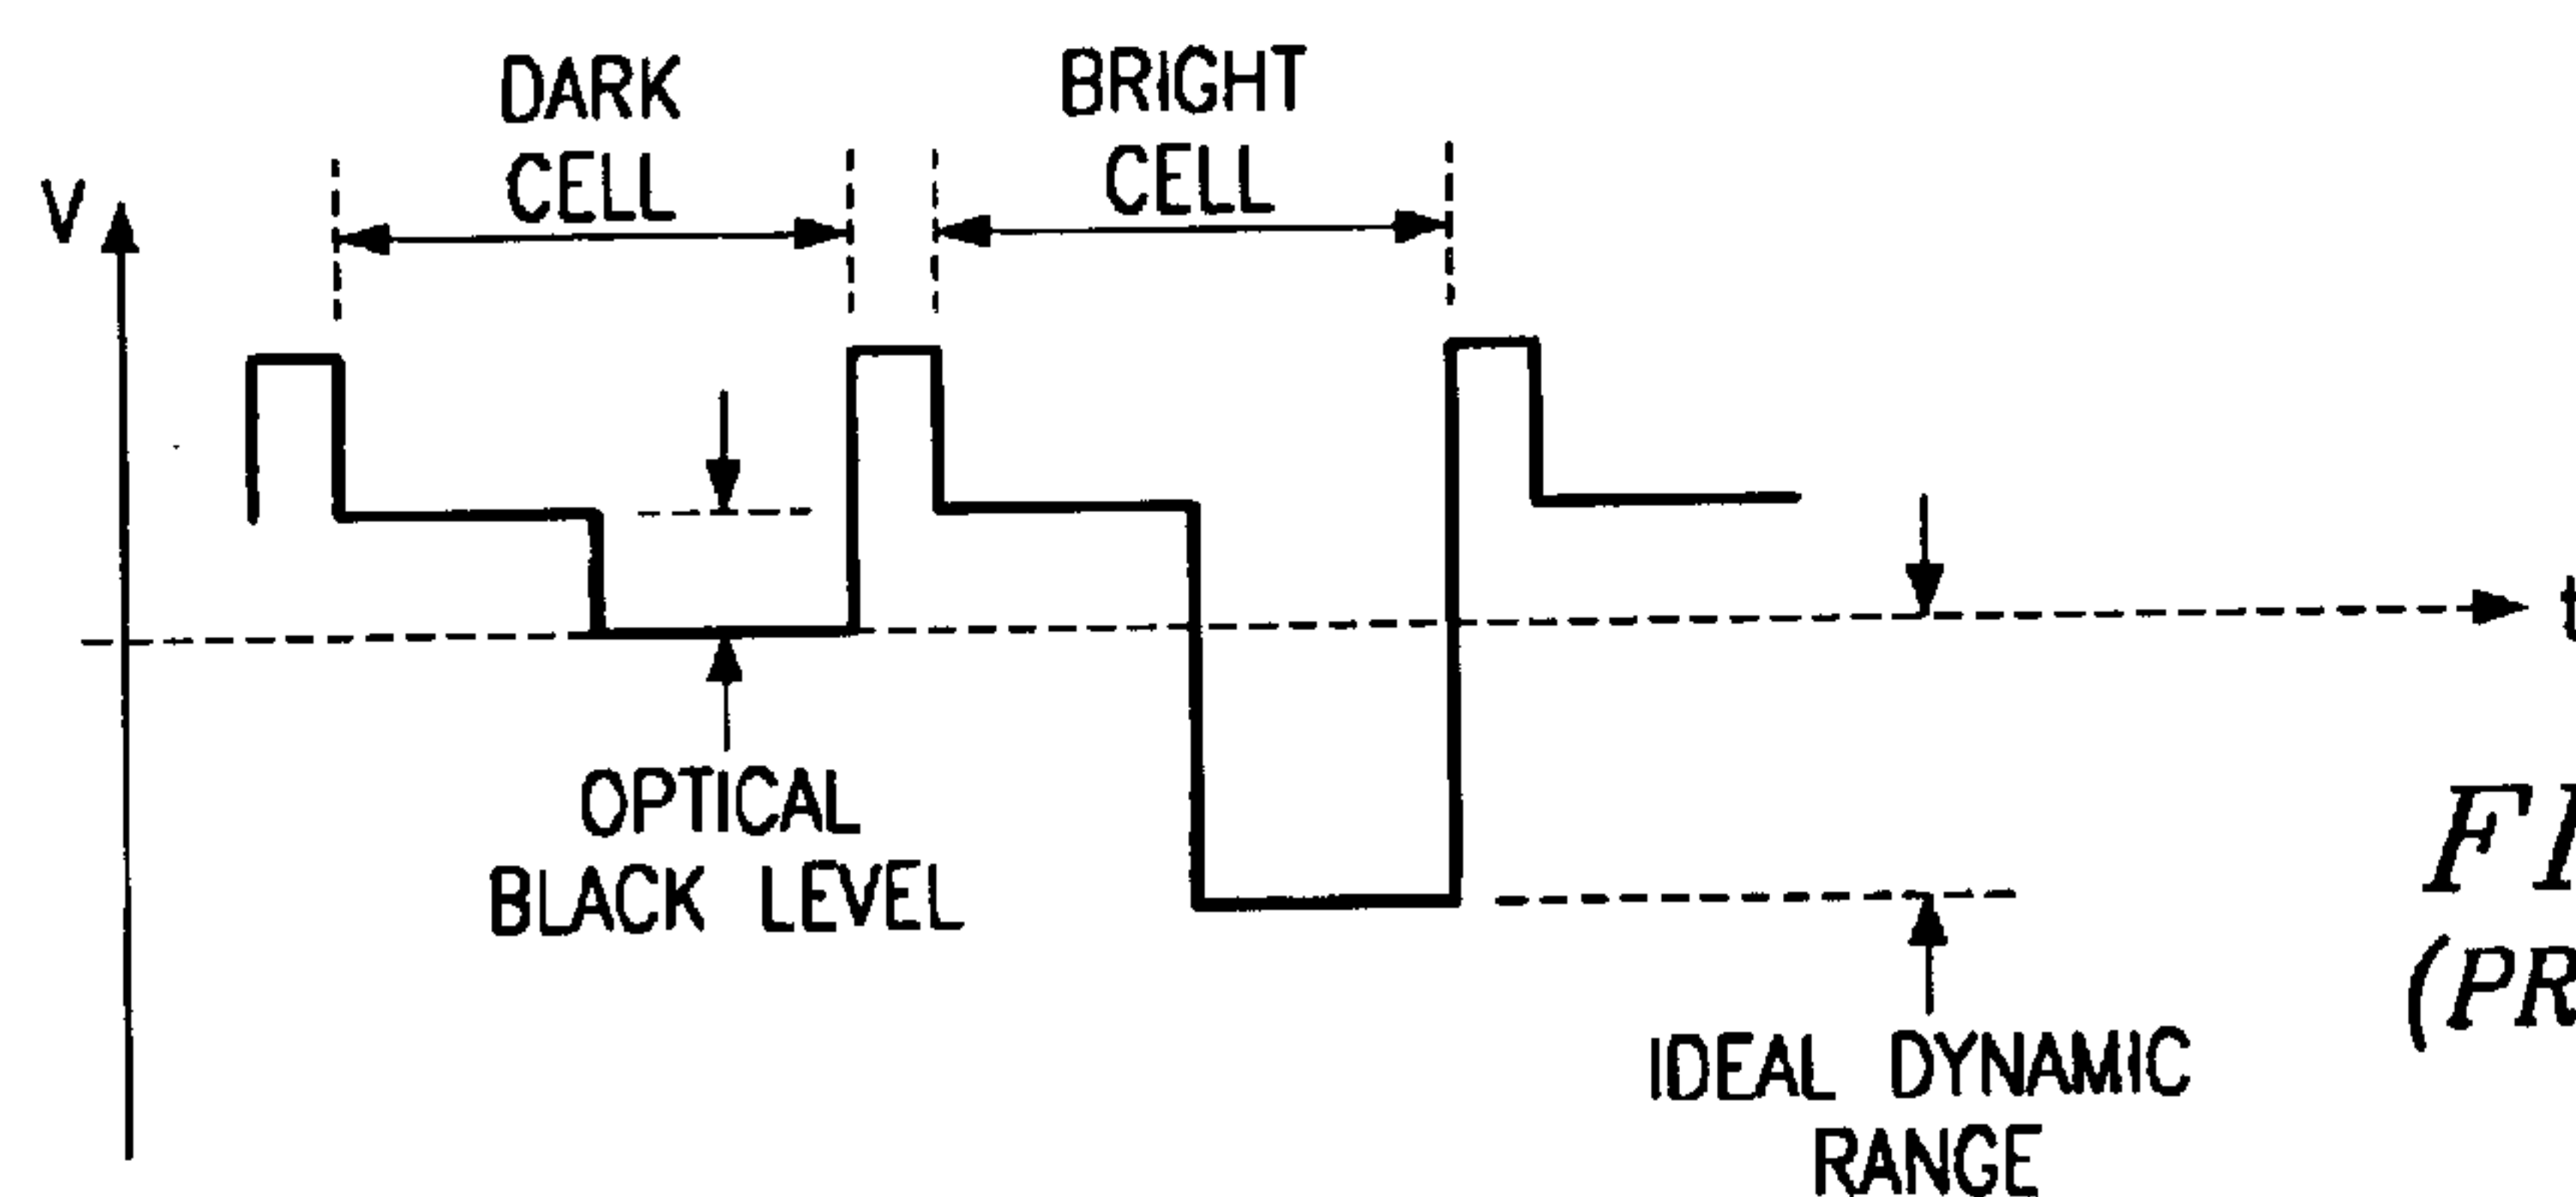 DARK
CELL
BRIGHT
CELL
V
t
OPTICAL
BLACK LEVEL
IDEAL DYNAMIC
RANGE